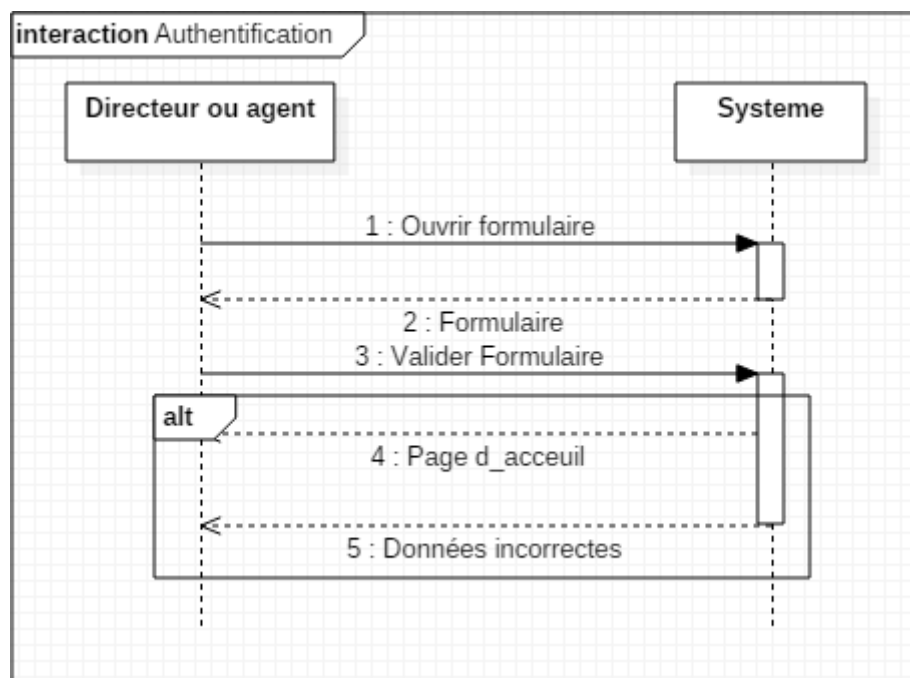 interaction Authentification
Directeur ou agent
Systeme
1 : Ouvrir formulaire
2 : Formulaire
3 : Valider Formulaire
alt
4 : Page d_acceuil
5 : Données incorrectes